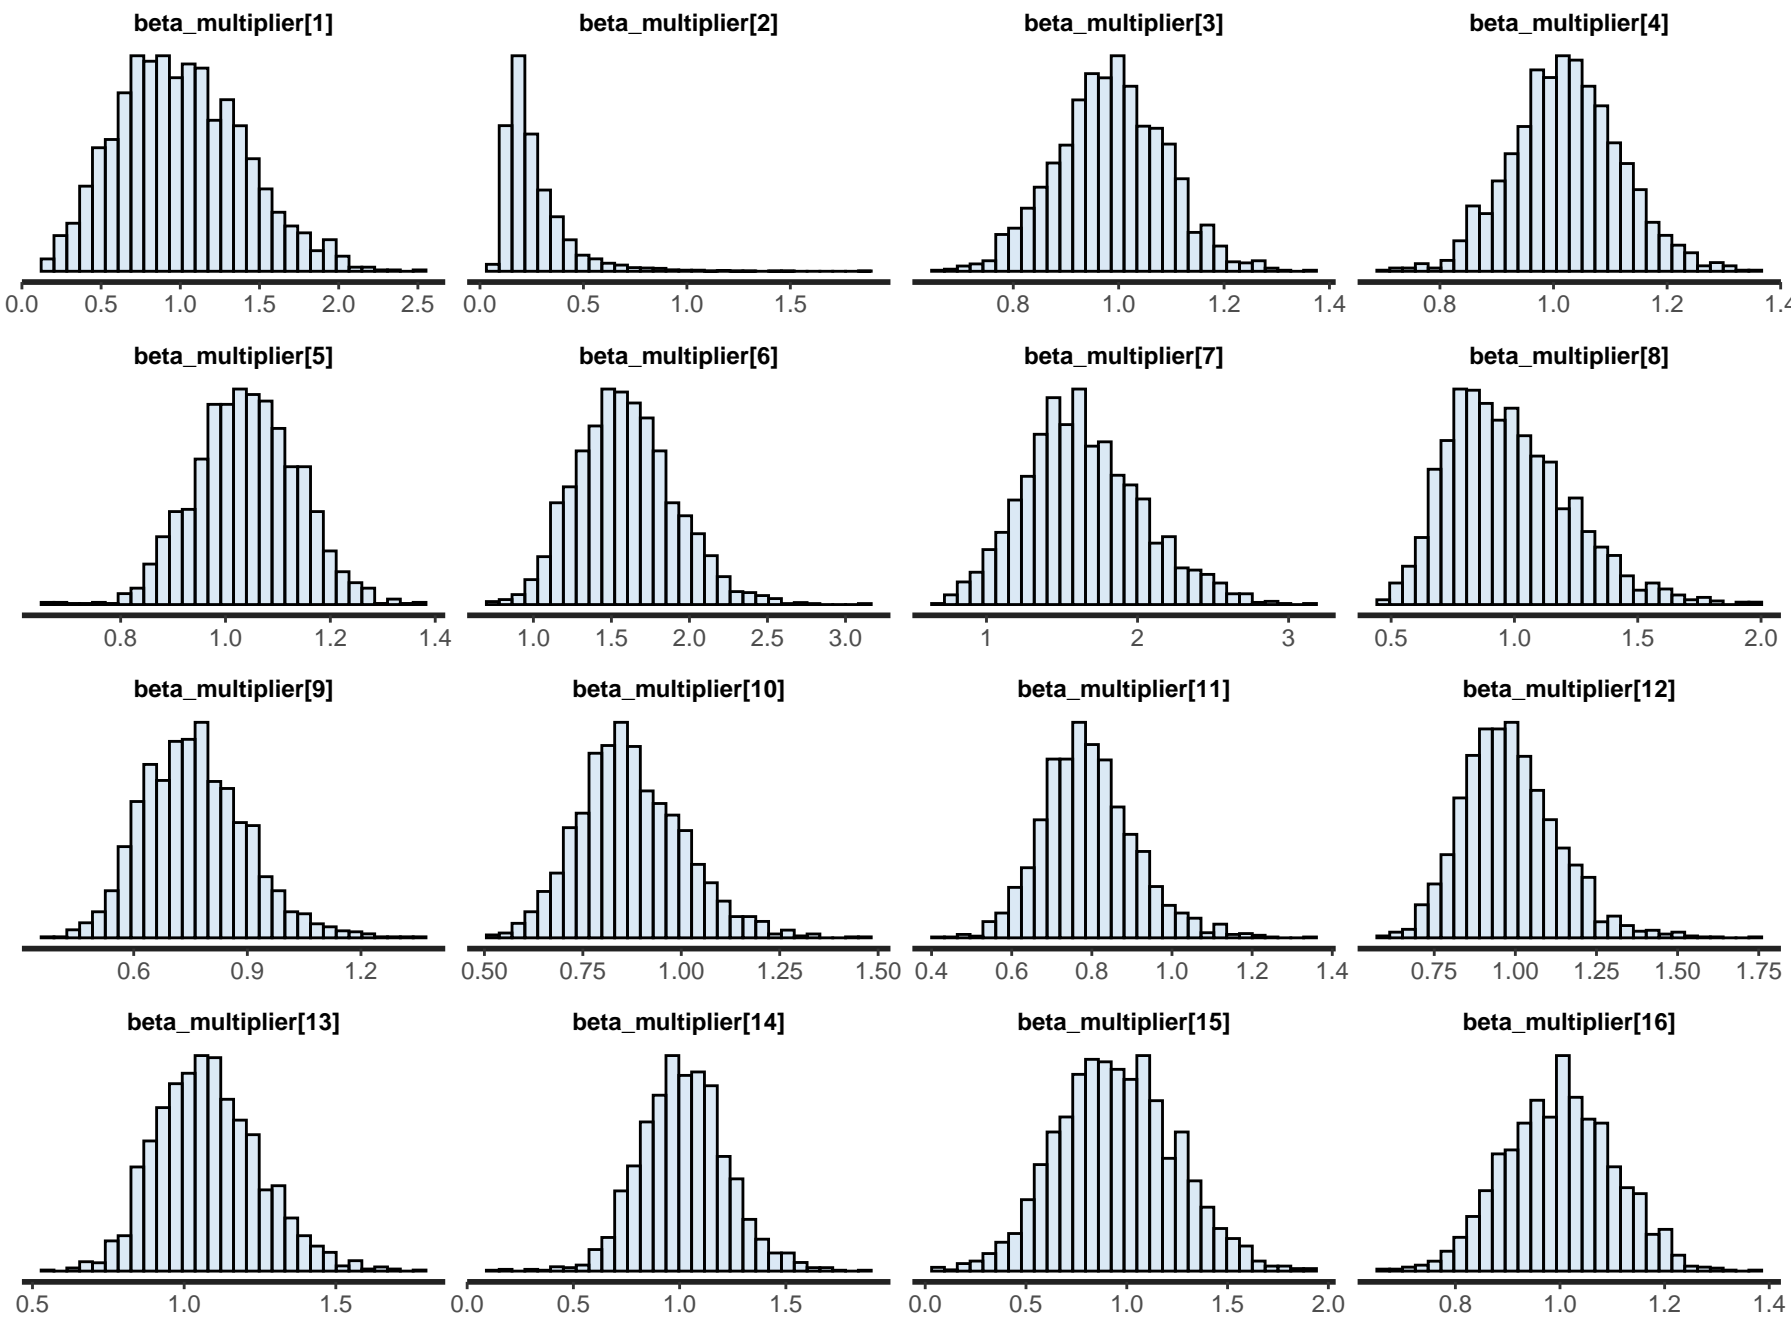 beta_multiplier[1] beta_multiplier[2] beta_multiplier[3] beta_multiplier[4]
0.0 0.5 1.0 1.5 2.0 2.5 0.0 0.5 1.0 1.5 0.8 1.0 1.2 1.4 0.8 1.0 1.2 1.4
beta_multiplier[5] beta_multiplier[6] beta_multiplier[7] beta_multiplier[8]
0.8 1.0 1.2 1.4 1.0 1.5 2.0 2.5 3.0 1 2 3 0.5 1.0 1.5 2.0
beta_multiplier[9] beta_multiplier[10] beta_multiplier[11] beta_multiplier[12]
0.6 0.9 1.2 0.50 0.75 1.00 1.25 1.50 0.4 0.6 0.8 1.0 1.2 1.4 0.75 1.00 1.25 1.50 1.75
beta_multiplier[13] beta_multiplier[14] beta_multiplier[15] beta_multiplier[16]
0.5 1.0 1.5 0.0 0.5 1.0 1.5 0.0 0.5 1.0 1.5 2.0 0.8 1.0 1.2 1.4